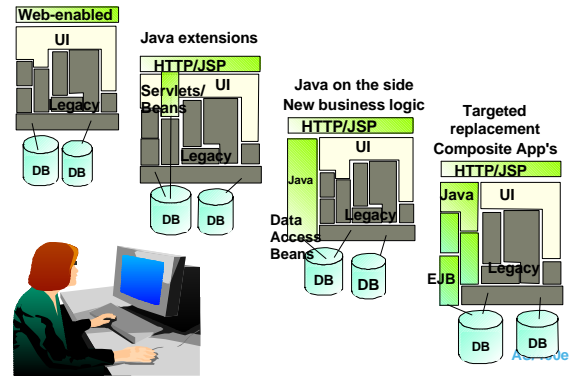 Web-enabled
UI
Legacy
DB
DB
Java extensions
HTTP/JSP
UI
Servlets/
Beans
Legacy
DB
DB
Java on the side
New business logic
HTTP/JSP
UI
Java
Legacy
Data
Access
Beans
DB
DB
Targeted
replacement
Composite App's
HTTP/JSP
Java
UI
Legacy
EJB
DB
DB